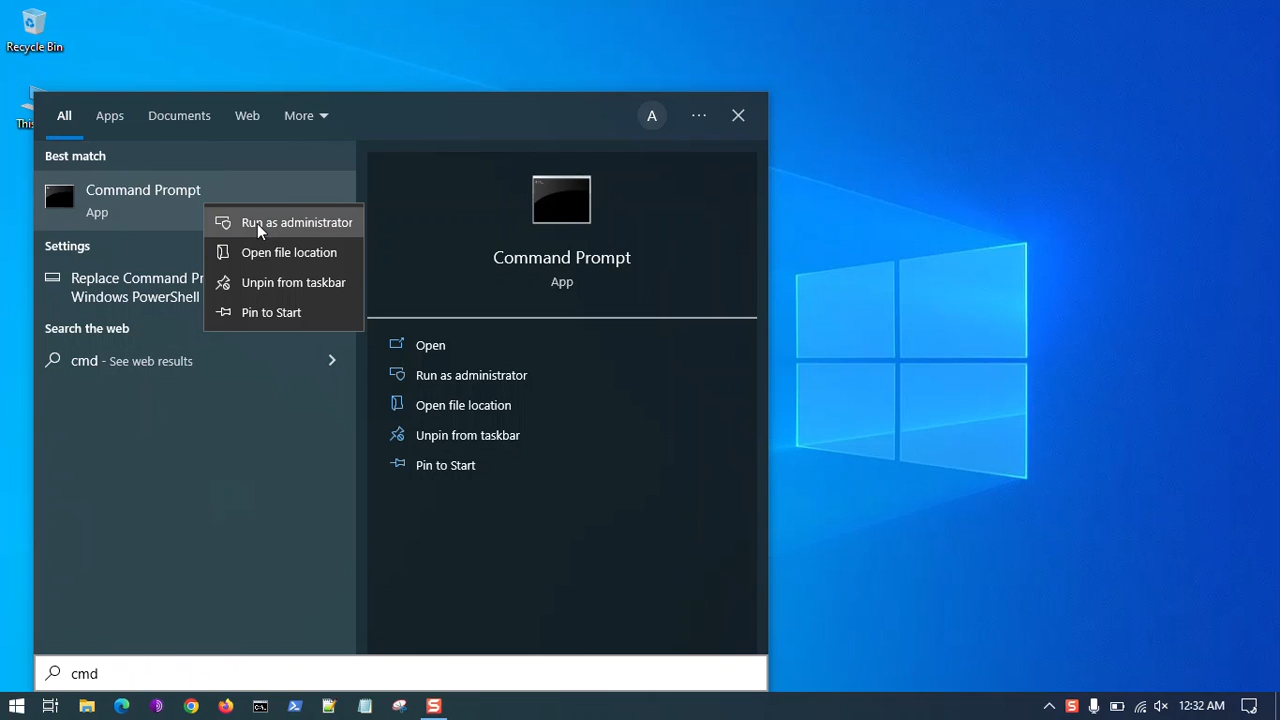 Recycle Bin
This
All Apps Documents Web More A ... ✕
Best match
Command Prompt
App
Run as administrator
Open file location
Unpin from taskbar
Pin to Start
Settings
Replace Command Pr
Windows PowerShell
Search the web
cmd - See web results
Command Prompt
App
Open
Run as administrator
Open file location
Unpin from taskbar
Pin to Start
cmd
12:32 AM